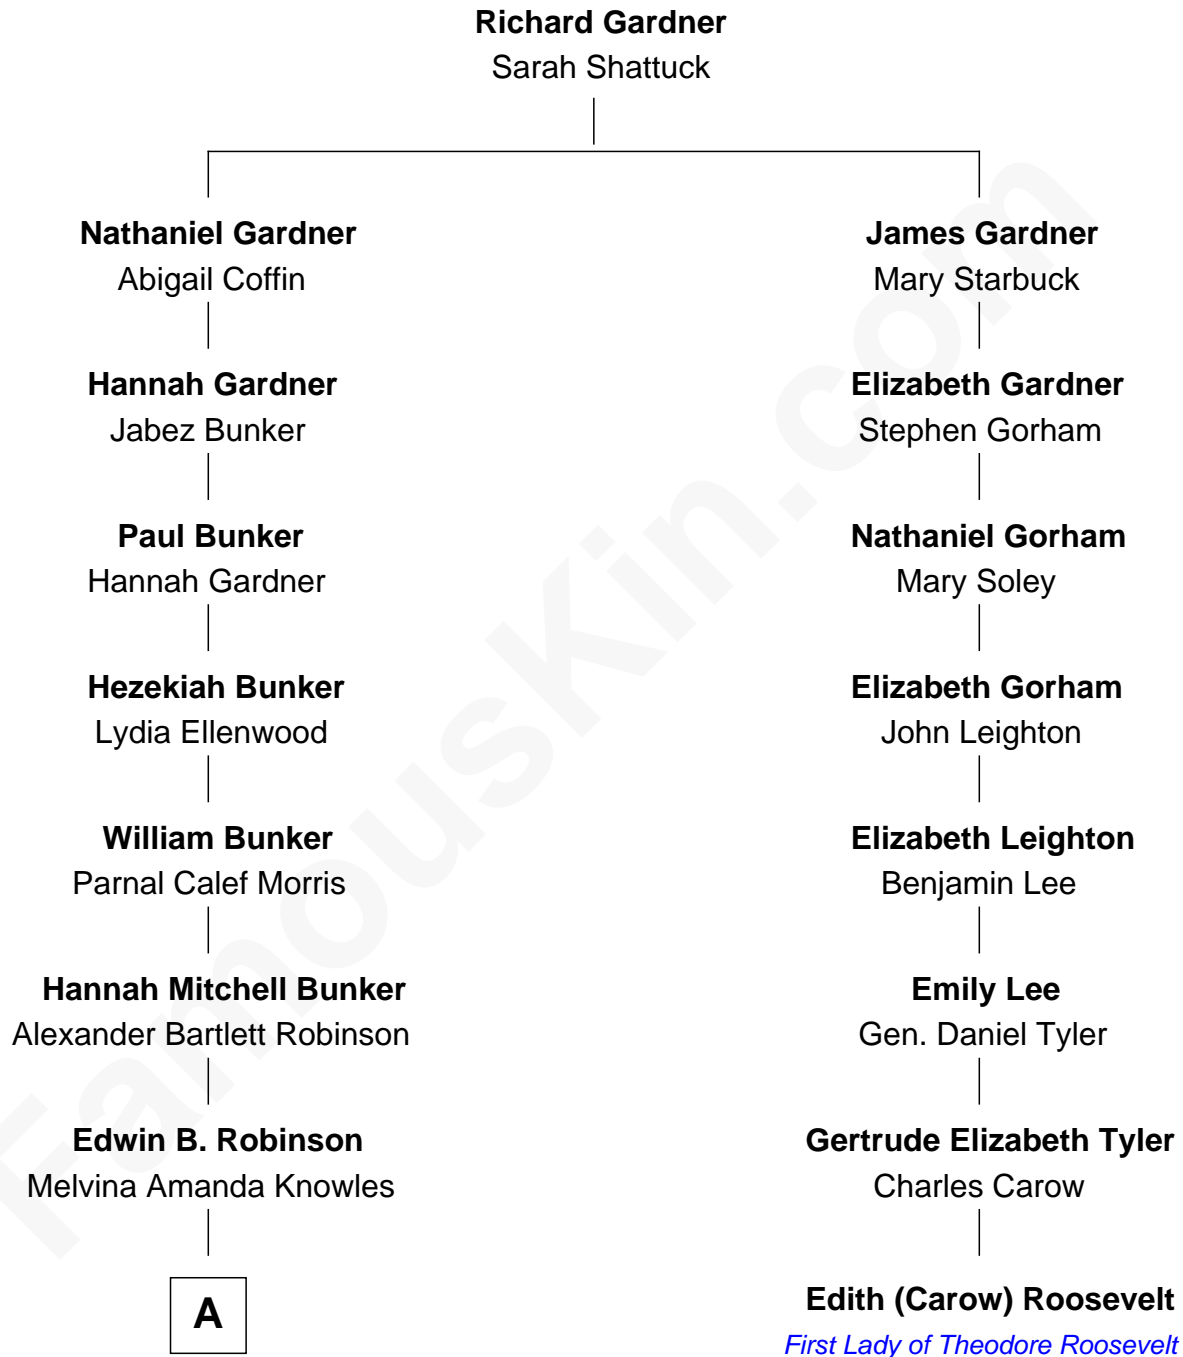 Richard Gardner
Sarah Shattuck
Nathaniel Gardner
Abigail Coffin
Hannah Gardner
Jabez Bunker
Paul Bunker
Hannah Gardner
Hezekiah Bunker
Lydia Ellenwood
William Bunker
Parnal Calef Morris
Hannah Mitchell Bunker
Alexander Bartlett Robinson
Edwin B. Robinson
Melvina Amanda Knowles
A
James Gardner
Mary Starbuck
Elizabeth Gardner
Stephen Gorham
Nathaniel Gorham
Mary Soley
Elizabeth Gorham
John Leighton
Elizabeth Leighton
Benjamin Lee
Emily Lee
Gen. Daniel Tyler
Gertrude Elizabeth Tyler
Charles Carow
Edith (Carow) Roosevelt
First Lady of Theodore Roosevelt
FamousKin.com